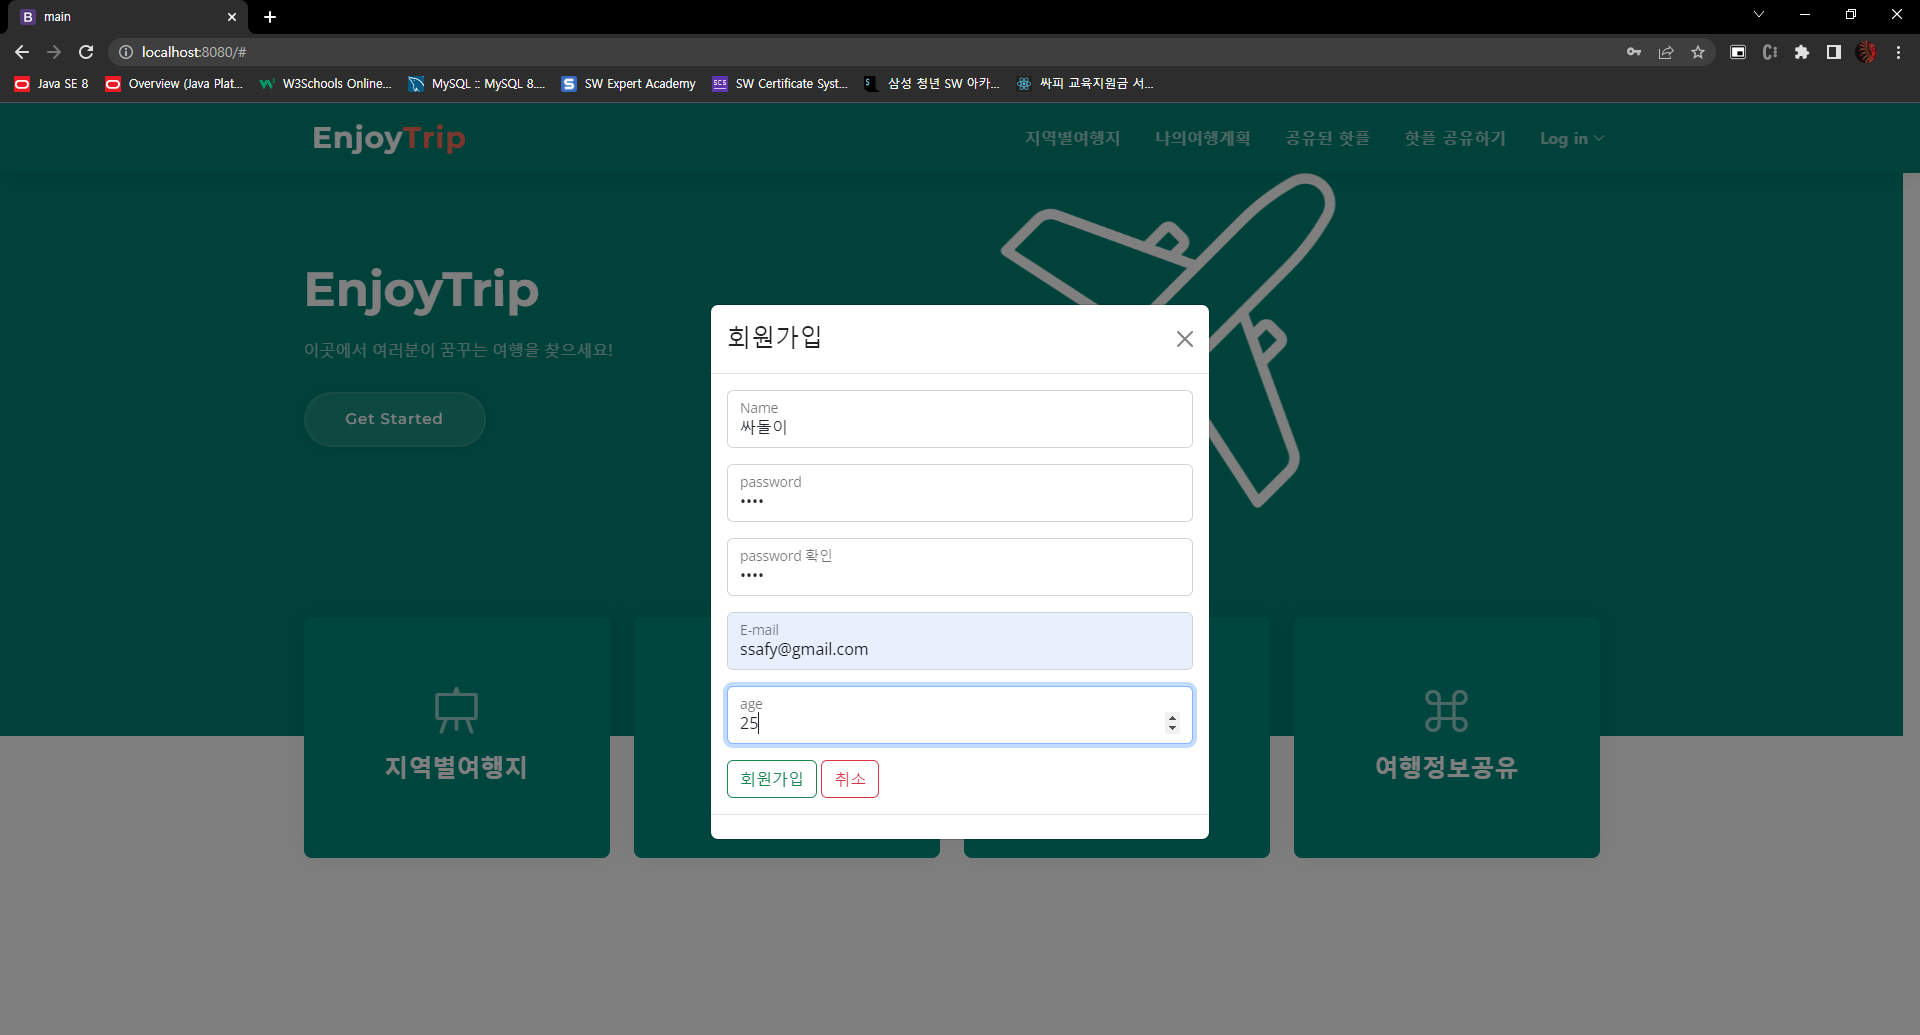 main
localhost:8080/#
Java SE 8
Overview (Java Plat...
W3Schools Online...
MySQL :: MySQL 8....
SW Expert Academy
SW Certificate Syst...
삼성 청년 SW 아카...
싸피 교육지원금 서...
EnjoyTrip
지역별여행지
나의여행계획
공유된 핫플
핫플 공유하기
Log in
EnjoyTrip
이곳에서 여러분이 꿈꾸는 여행을 찾으세요!
Get Started
회원가입
Name
싸돌이
password
••••
password 확인
••••
E-mail
ssafy@gmail.com
age
25
회원가입
취소
지역별여행지
여행정보공유